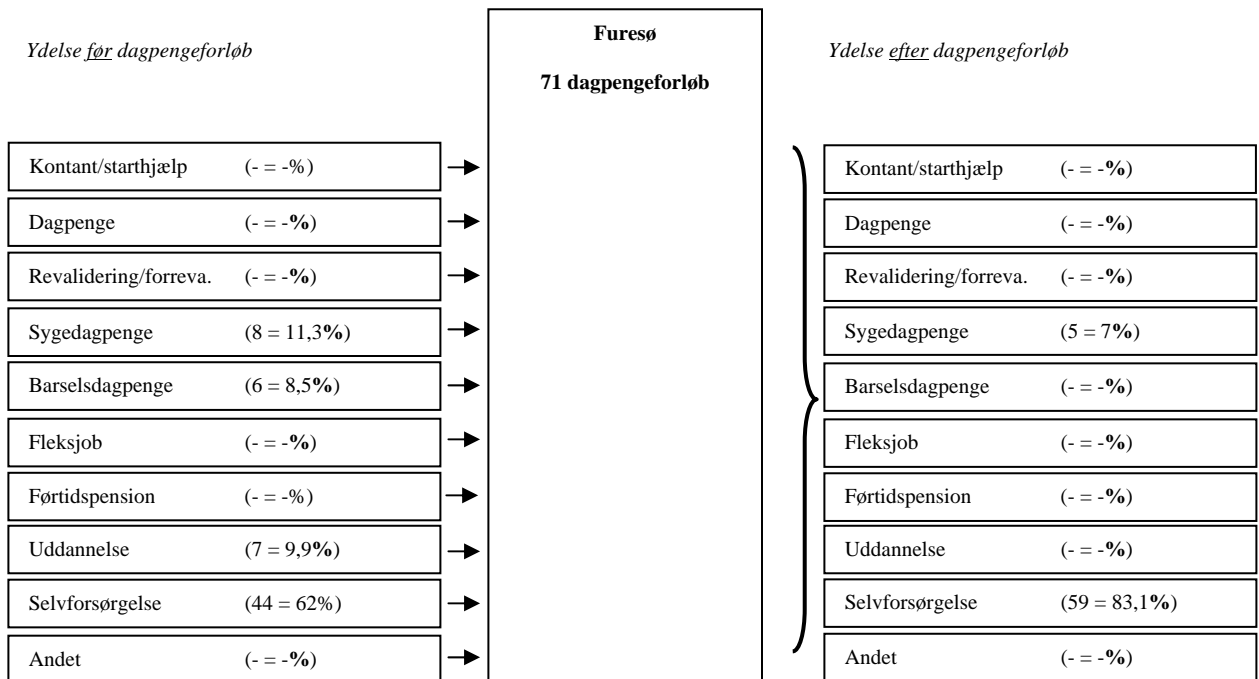 Ydelse før dagpengeforløb
Furesø
71 dagpengeforløb
Ydelse efter dagpengeforløb
Kontant/starthjælp (- = -%)
Dagpenge (- = -%)
Revalidering/forreva. (- = -%)
Sygedagpenge (8 = 11,3%)
Barselsdagpenge (6 = 8,5%)
Fleksjob (- = -%)
Førtidspension (- = -%)
Uddannelse (7 = 9,9%)
Selvforsørgelse (44 = 62%)
Andet (- = -%)
Kontant/starthjælp (- = -%)
Dagpenge (- = -%)
Revalidering/forreva. (- = -%)
Sygedagpenge (5 = 7%)
Barselsdagpenge (- = -%)
Fleksjob (- = -%)
Førtidspension (- = -%)
Uddannelse (- = -%)
Selvforsørgelse (59 = 83,1%)
Andet (- = -%)